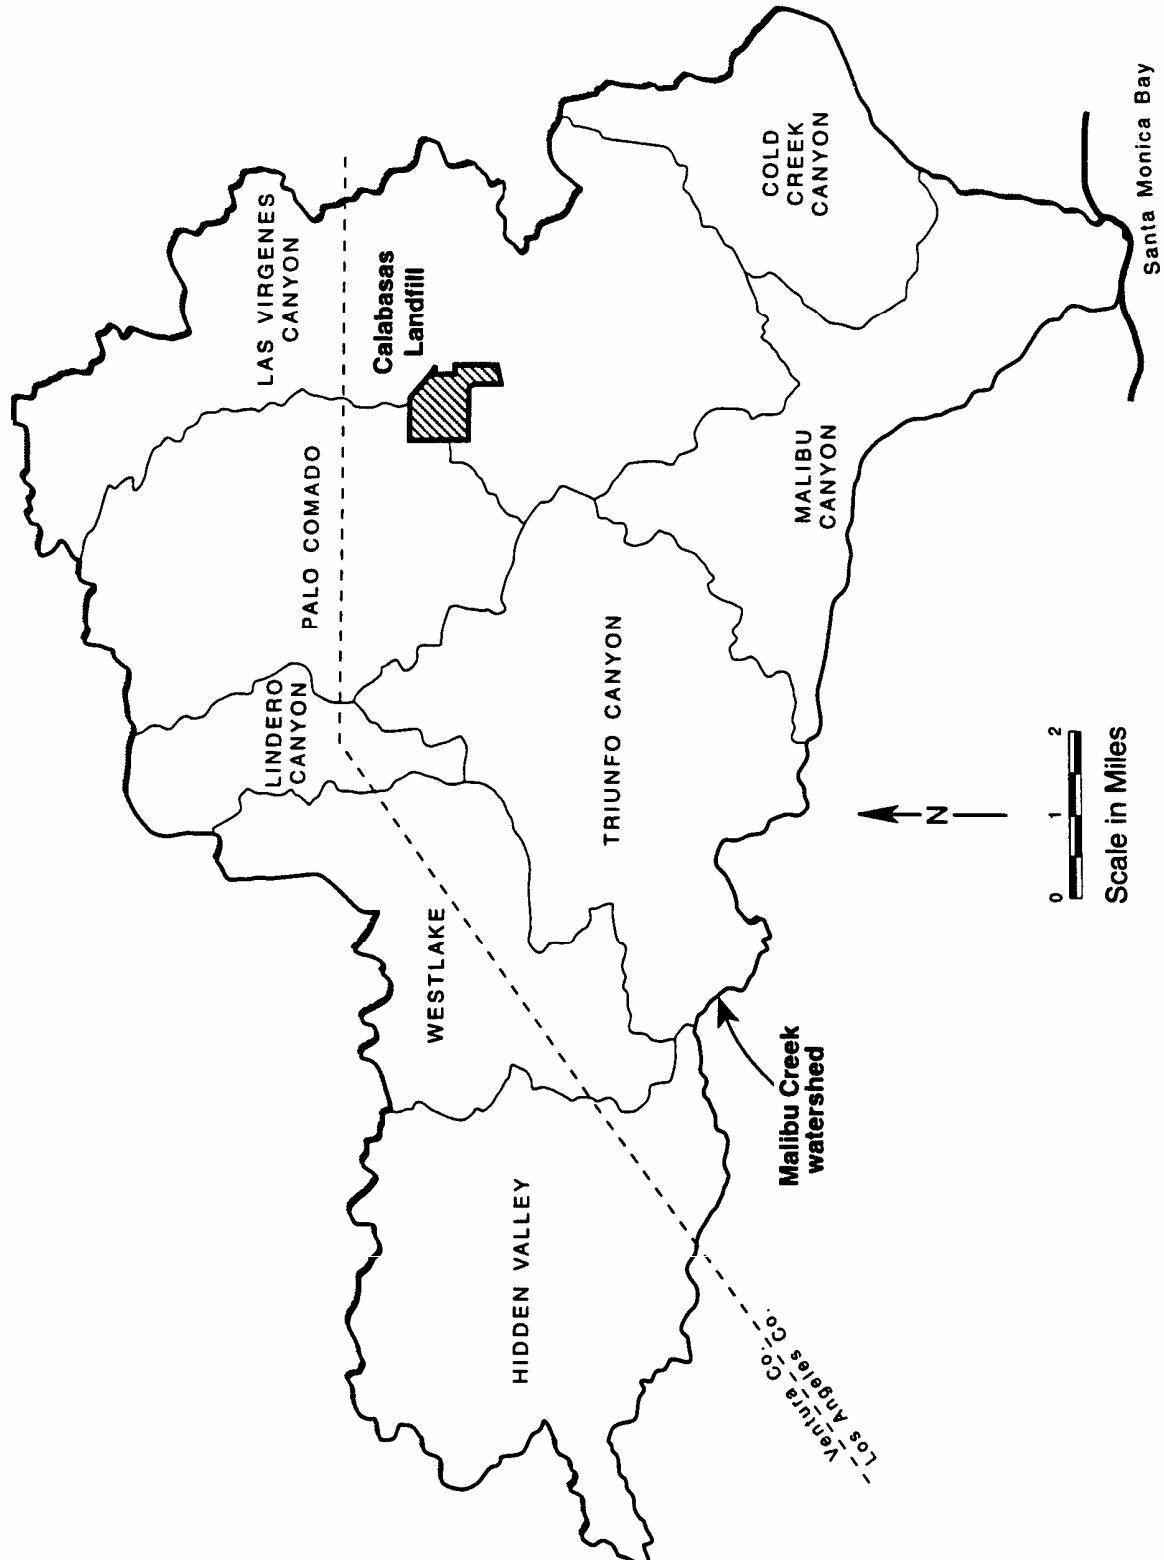 LAS VIRGENES
CANYON
Calabasas
Landfill
PALO COMADO
LINDERO
CANYON
COLD
CREEK
CANYON
MALIBU
CANYON
TRIUNFO CANYON
WESTLAKE
HIDDEN VALLEY
Malibu Creek
watershed
Ventura Co.
Los Angeles Co.
N
0 1 2
Scale in Miles
Santa Monica Bay